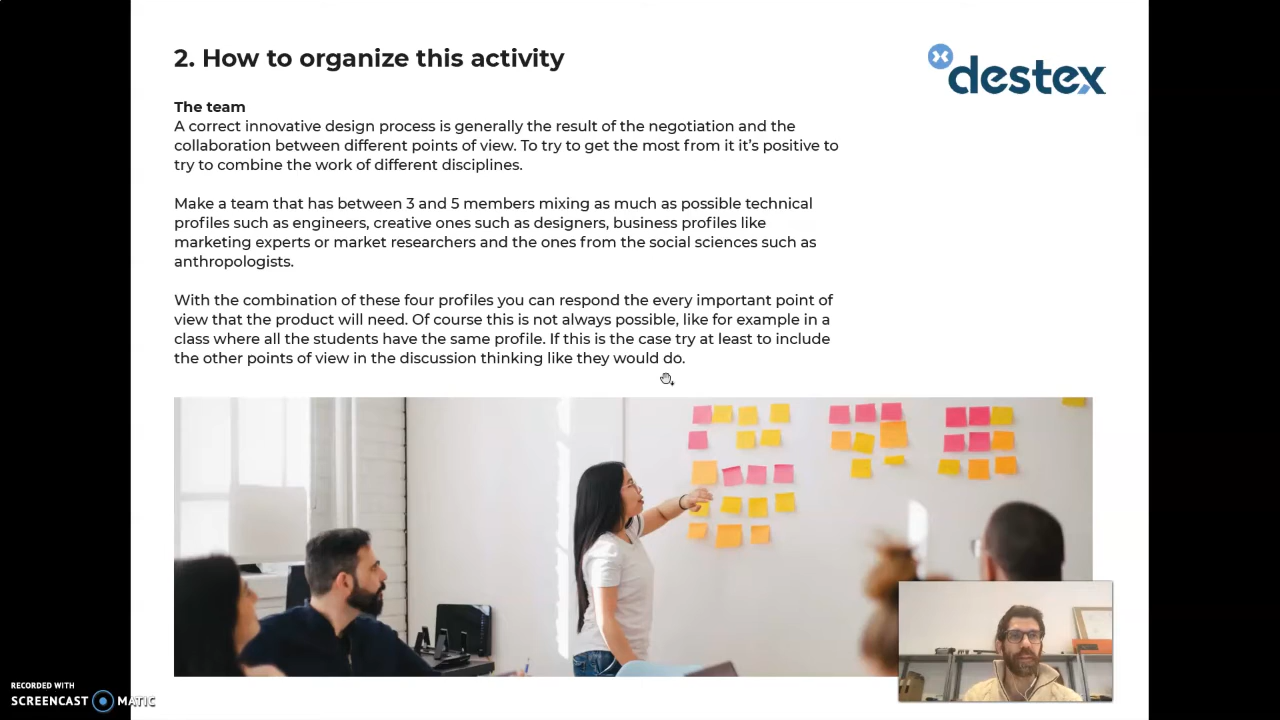 2. How to organize this activity
destex
The team
A correct innovative design process is generally the result of the negotiation and the
collaboration between different points of view. To try to get the most from it it's positive to
try to combine the work of different disciplines.
Make a team that has between 3 and 5 members mixing as much as possible technical
profiles such as engineers, creative ones such as designers, business profiles like
marketing experts or market researchers and the ones from the social sciences such as
anthropologists.
With the combination of these four profiles you can respond the every important point of
view that the product will need. Of course this is not always possible, like for example in a
class where all the students have the same profile. If this is the case try at least to include
the other points of view in the discussion thinking like they would do.
RECORDED WITH
SCREENCAST MATIC